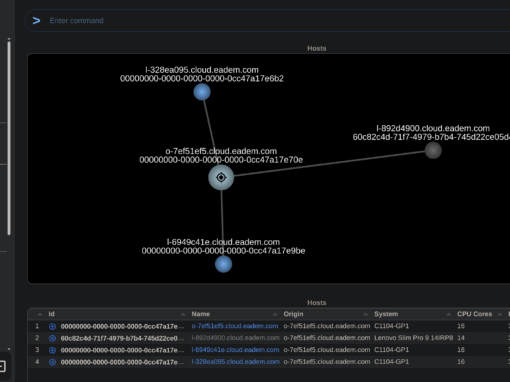 > Enter command
Hosts
l-328ea095.cloud.eadem.com
00000000-0000-0000-0000-0cc47a17e6b2
l-892d4900.cloud.eadem.com
60c82c4d-71f7-4979-b7b4-745d22ce05d
o-7ef51ef5.cloud.eadem.com
00000000-0000-0000-0000-0cc47a17e70e
l-6949c41e.cloud.eadem.com
00000000-0000-0000-0000-0cc47a17e9be
Hosts
Id Name Origin System CPU Cores
1 00000000-0000-0000-0000-0cc47a17e... o-7ef51ef5.cloud.eadem.com o-7ef51ef5.cloud.eadem.com C1104-GP1 16
2 60c82c4d-71f7-4979-b7b4-745d22ce0... l-892d4900.cloud.eadem.com o-7ef51ef5.cloud.eadem.com Lenovo Slim Pro 9 14IRP8 14
3 00000000-0000-0000-0000-0cc47a17e... l-6949c41e.cloud.eadem.com o-7ef51ef5.cloud.eadem.com C1104-GP1 16
4 00000000-0000-0000-0000-0cc47a17e... l-328ea095.cloud.eadem.com o-7ef51ef5.cloud.eadem.com C1104-GP1 16